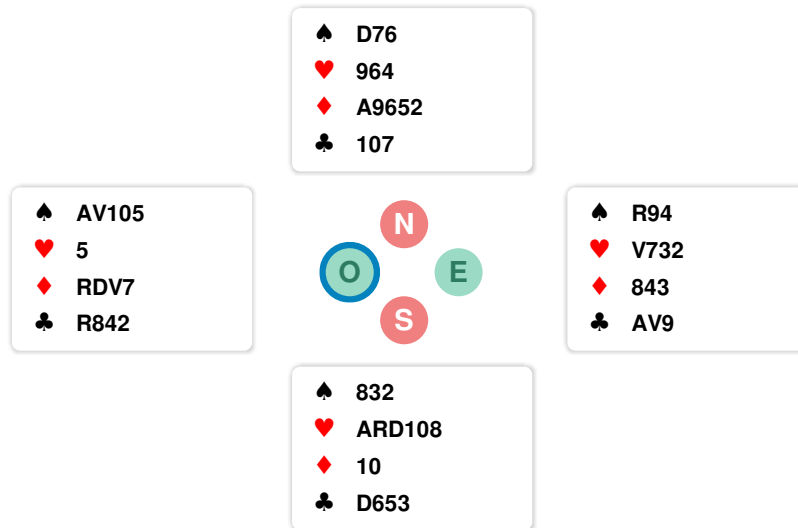 ♠ D76
♥ 964
♦ A9652
♣ 107
♠ AV105
♥ 5
♦ RDV7
♣ R842
N
O E
S
♠ R94
♥ V732
♦ 843
♣ AV9
♠ 832
♥ ARD108
♦ 10
♣ D653